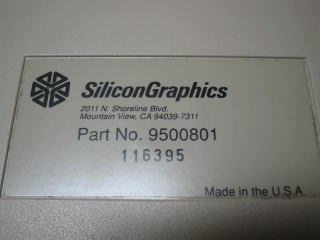 SiliconGraphics
2011 N. Shoreline Blvd.
Mountain View, CA 94039-7311
Part No. 9500801
116395
Made in the U.S.A.